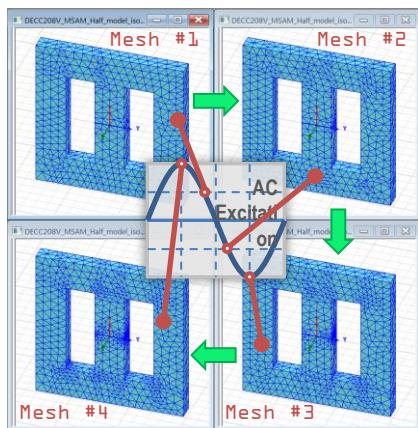 DECC208V_MSAM_Half_model_iso...
DECC208V_MSAM_Half_model_iso...
Mesh #1
Mesh #2
AC
Excitati
on
DECC208V_MSAM_Half_model_iso...
DECC208V_MSAM_Half_model_iso...
Y
Y
Y
Y
Mesh #4
Mesh #3